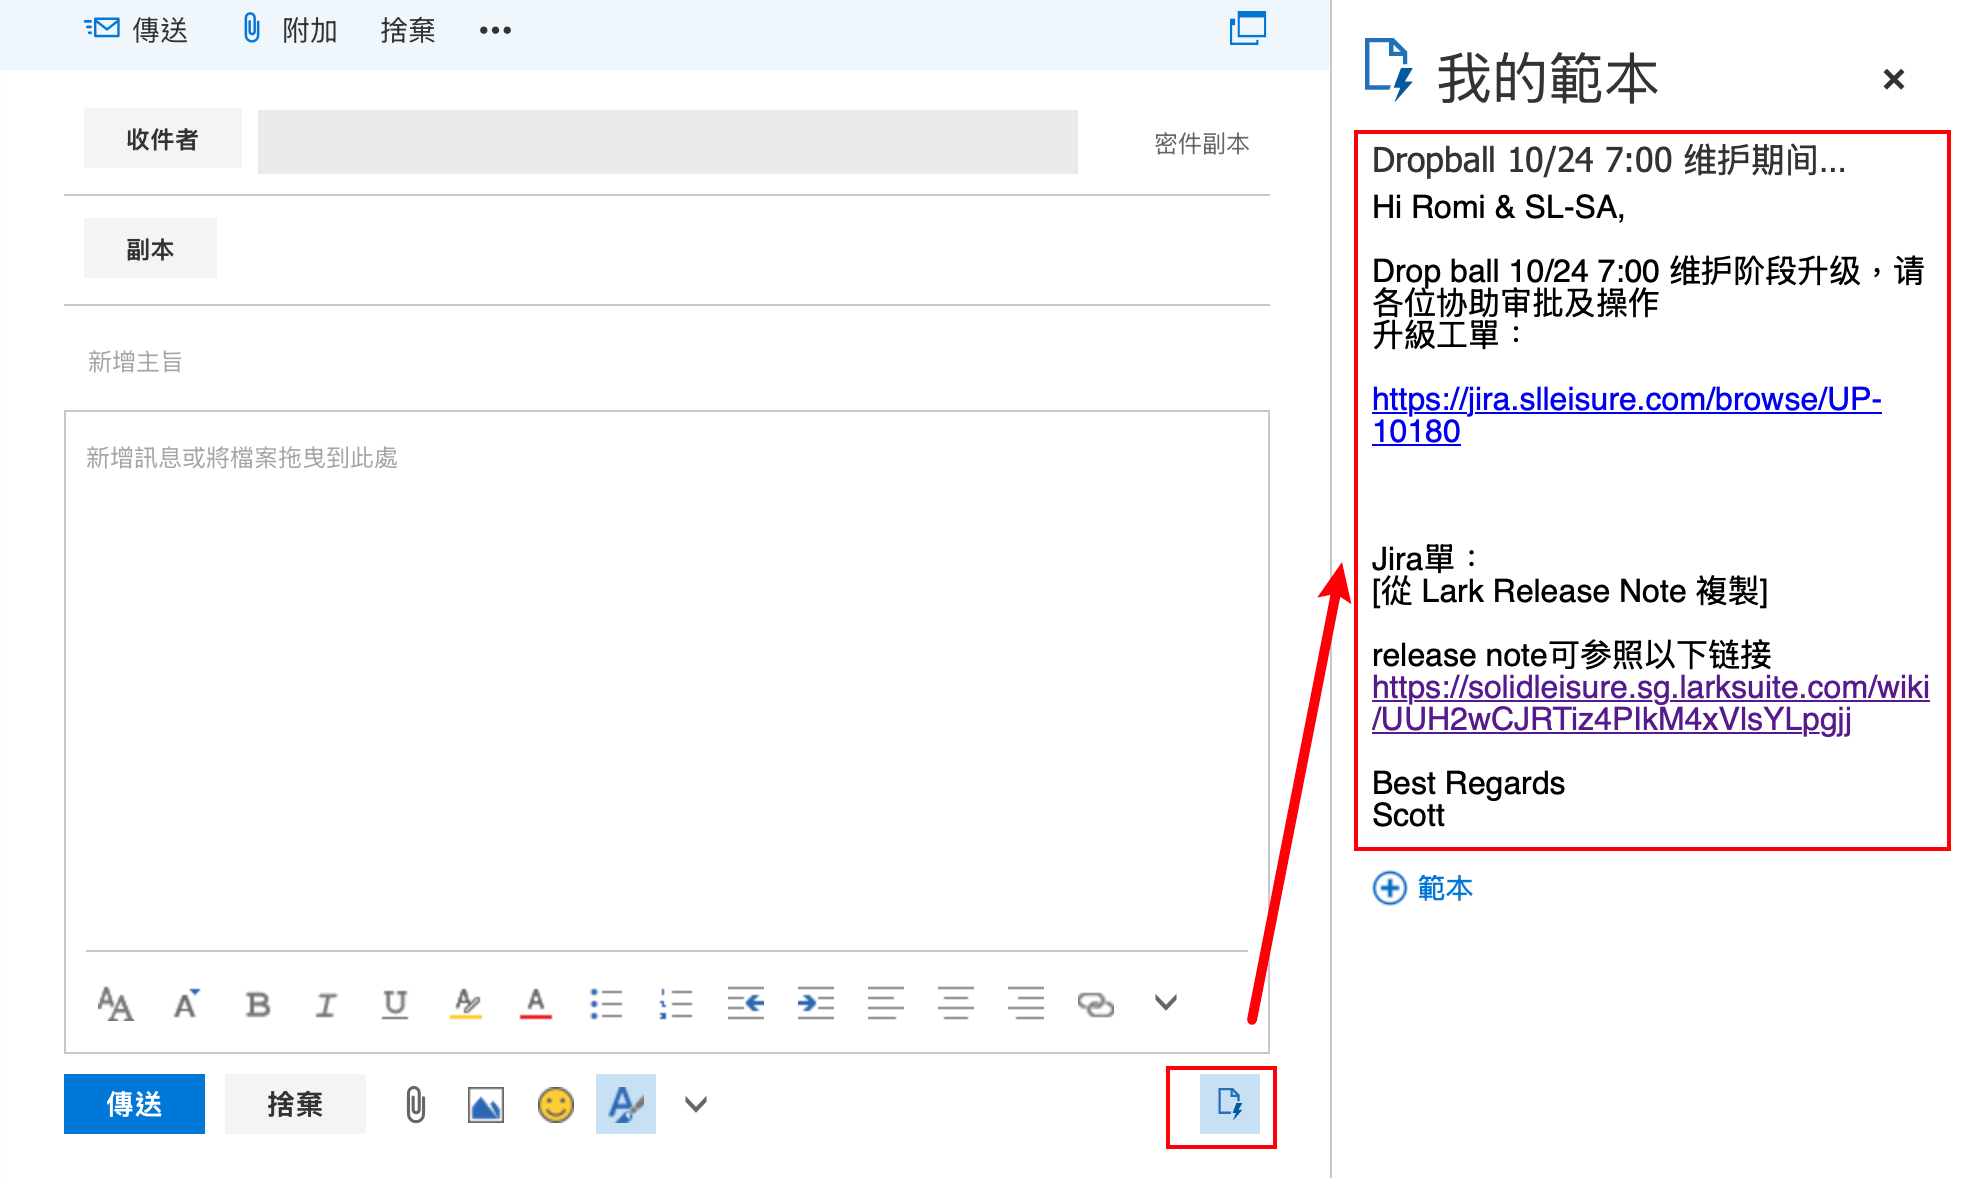 傳送 附加 捨棄
收件者 密件副本
副本
新增主旨
新增訊息或將檔案拖曳到此處
傳送 捨棄
我的範本
Dropball 10/24 7:00 维护期间...
Hi Romi & SL-SA,
Drop ball 10/24 7:00 维护阶段升级，请
各位协助审批及操作
升級工單：
https://jira.slleisure.com/browse/UP-
10180
Jira單：
[從 Lark Release Note 複製]
release note可参照以下链接
https://solidleisure.sg.larksuite.com/wiki
/UUH2wCJRTiz4PIkM4xVlsYLpgjj
Best Regards
Scott
範本